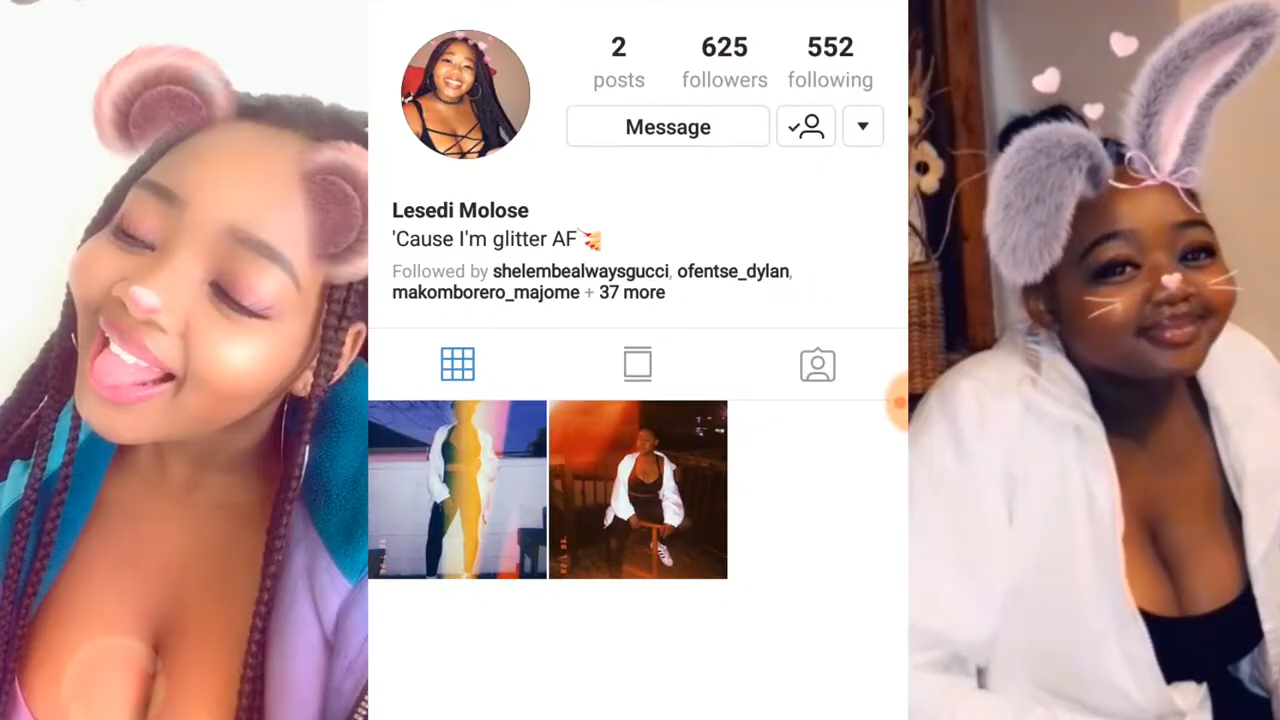 2 625 552
posts followers following
Message
Lesedi Molose
'Cause I'm glitter AF💅
Followed by shelembealwaysgucci, ofentse_dylan,
makomborero_majome + 37 more